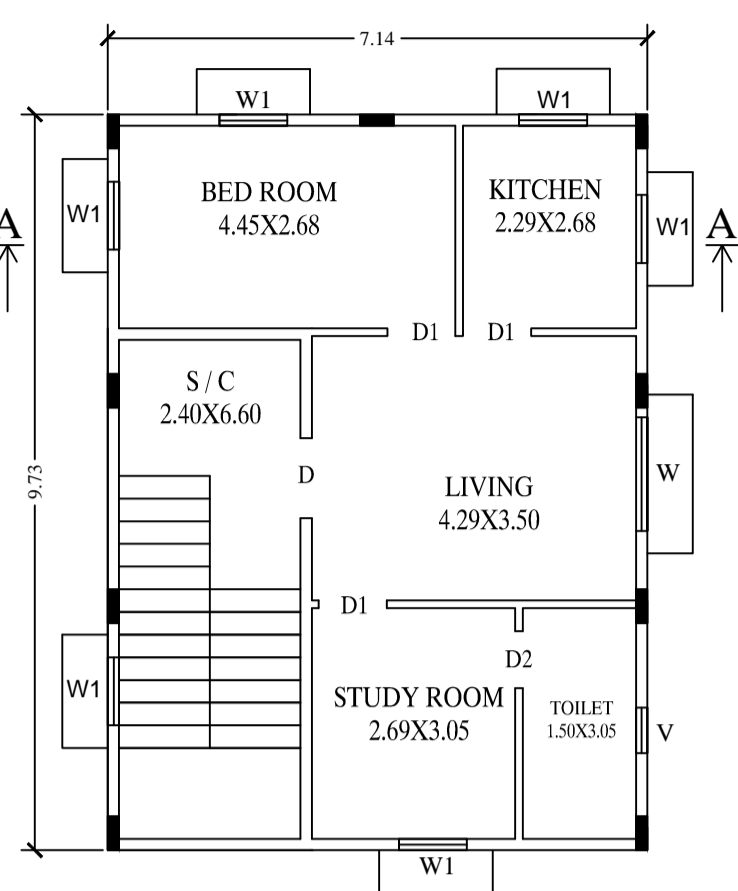 7.14
W1
W1
BED ROOM
4.45X2.68
KITCHEN
2.29X2.68
W1
W1
A
A
D1
D1
S / C
2.40X6.60
9.73
D
LIVING
4.29X3.50
W
D1
D2
W1
STUDY ROOM
2.69X3.05
TOILET
1.50X3.05
V
W1